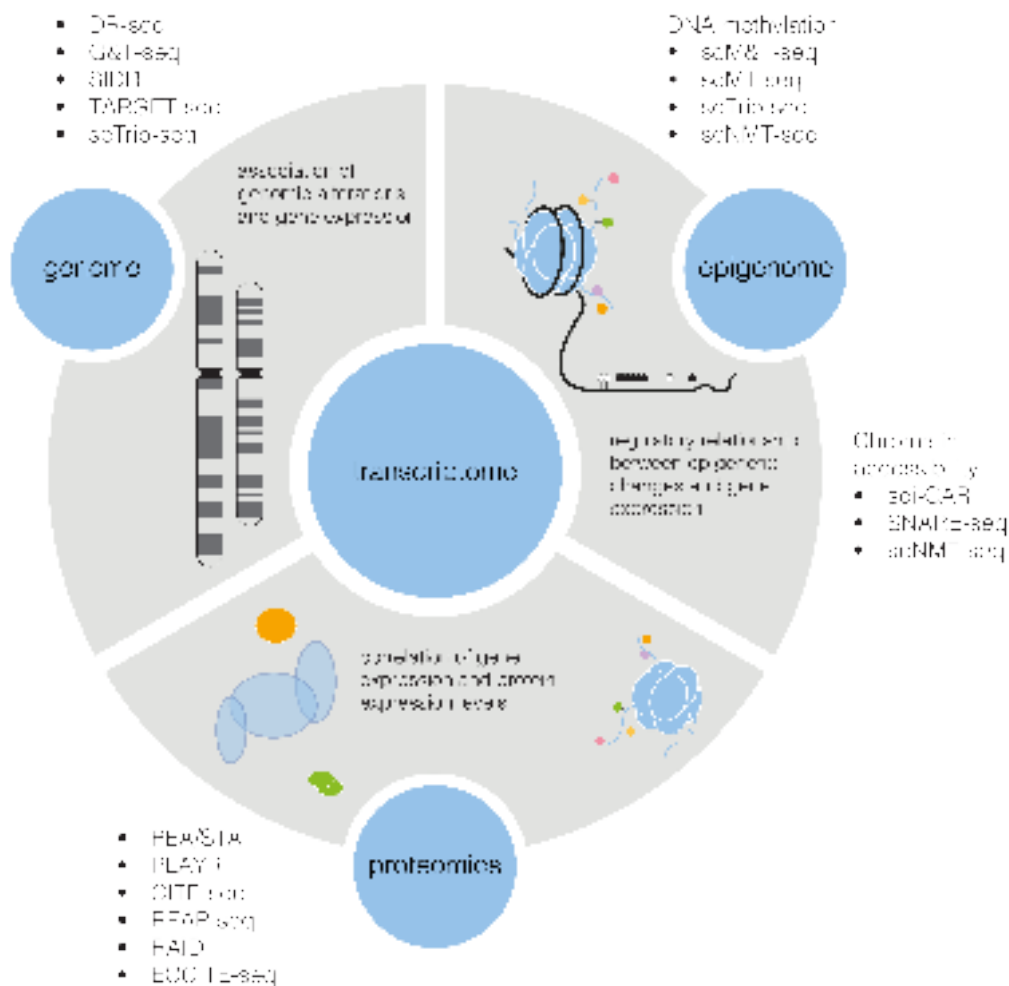 DR-seq
G&T-seq
SIDR
TARGET-seq
scTrio-seq
DNA methylation
scM&T-seq
scMT-seq
scTrio-seq
scNMT-seq
association of
genomic alterations
and gene expression
genome
epigenome
transcriptome
regulatory relationship
between epigenetic
changes and gene
expression
Chromatin
accessibility
sci-CAR
SNARE-seq
scNMT-seq
correlation of gene
expression and protein
expression levels
proteomics
PEA/STA
PLAYR
CITE-seq
REAP-seq
RAID
ECCITE-seq